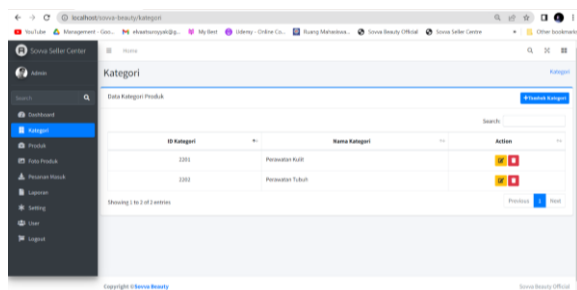 localhost/sovva-beauty/kategori
YouTube Management - Goo... elvaatsaroyyak@g... My Best Udemy - Online Co... Ruang Mahasiswa... Sovva Beauty Official Sovva Seller Centre Other bookmarks
Sovva Seller Center
Home
Admin
Kategori
Kategori
Search
Data Kategori Produk
+Tambah Kategori
Dashboard
Kategori
Produk
Foto Produk
Pesanan Masuk
Laporan
Setting
User
Logout
Search:
ID Kategori Nama Kategori Action
2201 Perawatan Kulit
2202 Perawatan Tubuh
Showing 1 to 2 of 2 entries
Previous 1 Next
Copyright © Sovva Beauty
Sovva Beauty Official